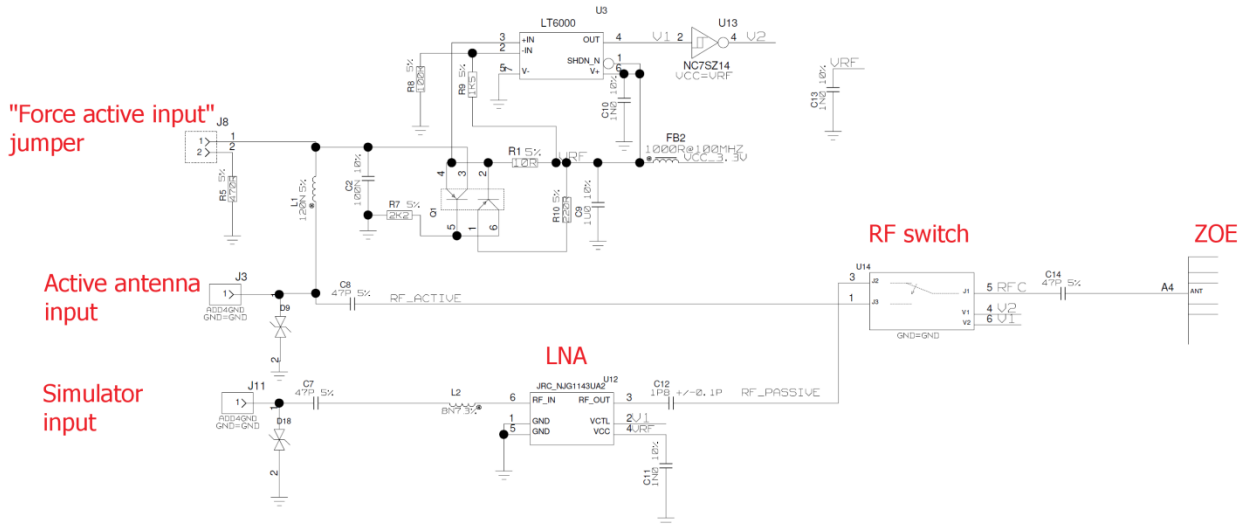 U3
LT6000
3 +IN OUT 4 V1 2 U13 4 V2
2 -IN
SHDN_N 1
5 V- V+ 6
NC7SZ14
VCC=VRF
VRF
C13
1N0 10%
R8 5%
100R
R9 5%
1K5
C10
1N0 10%
"Force active input"
jumper
J8
1 1
2 2
R5 5%
470R
L1
120N 5%
C2
100N 10%
R7 5%
2K2
4 3 2
Q1
5 1 6
R1 5%
10R
VRF
R10 5%
220R
C9
1U0 10%
FB2
1000R@100MHZ
VCC_3.3V
Active antenna
input
J3
1
ADD4GND
GND=GND
1
D9
2
C8
47P 5%
RF_ACTIVE
RF switch
U14
3 J2
1 J3
J1 5 RFC
V1 4 V2
V2 6 V1
GND=GND
C14
47P 5%
ZOE
A4 ANT
Simulator
input
J11
1
ADD4GND
GND=GND
1
D18
2
C7
47P 5%
L2
8N7.3%
LNA
JRC_NJG1143UA2
U12
6 RF_IN RF_OUT 3
1 GND VCTL 2 V1
5 GND VCC 4 VRF
C12
1P8 +/-0.1P
RF_PASSIVE
C11
1N0 10%